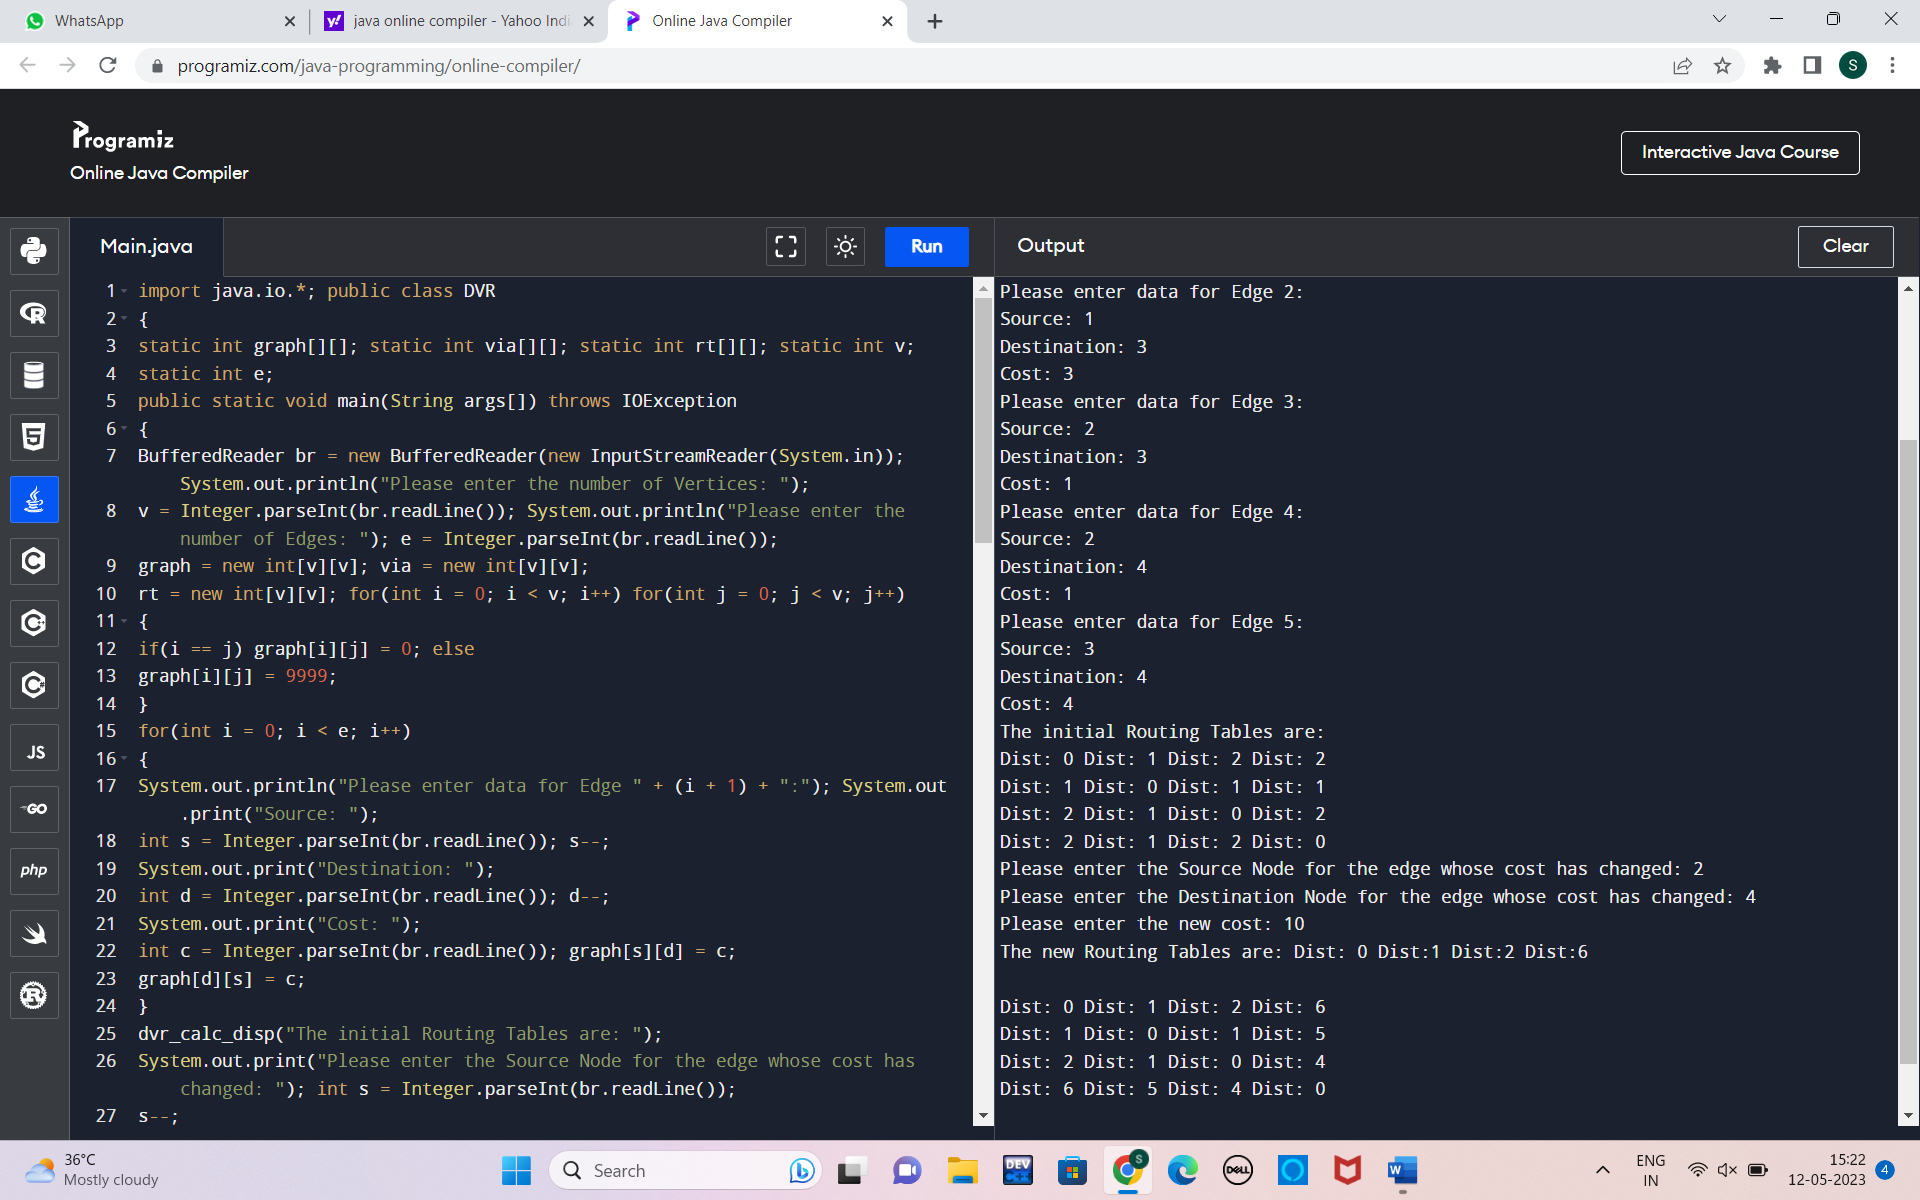 WhatsApp
java online compiler - Yahoo Indi
Online Java Compiler
programiz.com/java-programming/online-compiler/
S
Programiz
Online Java Compiler
Interactive Java Course
Main.java
Run
Output
Clear
1 import java.io.*; public class DVR
2 {
3 static int graph[][]; static int via[][]; static int rt[][]; static int v;
4 static int e;
5 public static void main(String args[]) throws IOException
6 {
7 BufferedReader br = new BufferedReader(new InputStreamReader(System.in));
System.out.println("Please enter the number of Vertices: ");
8 v = Integer.parseInt(br.readLine()); System.out.println("Please enter the
number of Edges: "); e = Integer.parseInt(br.readLine());
9 graph = new int[v][v]; via = new int[v][v];
10 rt = new int[v][v]; for(int i = 0; i < v; i++) for(int j = 0; j < v; j++)
11 {
12 if(i == j) graph[i][j] = 0; else
13 graph[i][j] = 9999;
14 }
15 for(int i = 0; i < e; i++)
16 {
17 System.out.println("Please enter data for Edge " + (i + 1) + ":"); System.out
.print("Source: ");
18 int s = Integer.parseInt(br.readLine()); s--;
19 System.out.print("Destination: ");
20 int d = Integer.parseInt(br.readLine()); d--;
21 System.out.print("Cost: ");
22 int c = Integer.parseInt(br.readLine()); graph[s][d] = c;
23 graph[d][s] = c;
24 }
25 dvr_calc_disp("The initial Routing Tables are: ");
26 System.out.print("Please enter the Source Node for the edge whose cost has
changed: "); int s = Integer.parseInt(br.readLine());
27 s--;
Please enter data for Edge 2:
Source: 1
Destination: 3
Cost: 3
Please enter data for Edge 3:
Source: 2
Destination: 3
Cost: 1
Please enter data for Edge 4:
Source: 2
Destination: 4
Cost: 1
Please enter data for Edge 5:
Source: 3
Destination: 4
Cost: 4
The initial Routing Tables are:
Dist: 0 Dist: 1 Dist: 2 Dist: 2
Dist: 1 Dist: 0 Dist: 1 Dist: 1
Dist: 2 Dist: 1 Dist: 0 Dist: 2
Dist: 2 Dist: 1 Dist: 2 Dist: 0
Please enter the Source Node for the edge whose cost has changed: 2
Please enter the Destination Node for the edge whose cost has changed: 4
Please enter the new cost: 10
The new Routing Tables are: Dist: 0 Dist:1 Dist:2 Dist:6
Dist: 0 Dist: 1 Dist: 2 Dist: 6
Dist: 1 Dist: 0 Dist: 1 Dist: 5
Dist: 2 Dist: 1 Dist: 0 Dist: 4
Dist: 6 Dist: 5 Dist: 4 Dist: 0
JS
GO
php
36°C
Mostly cloudy
Search
DEV
C++
S
DELL
W
ENG
IN
15:22
12-05-2023
4